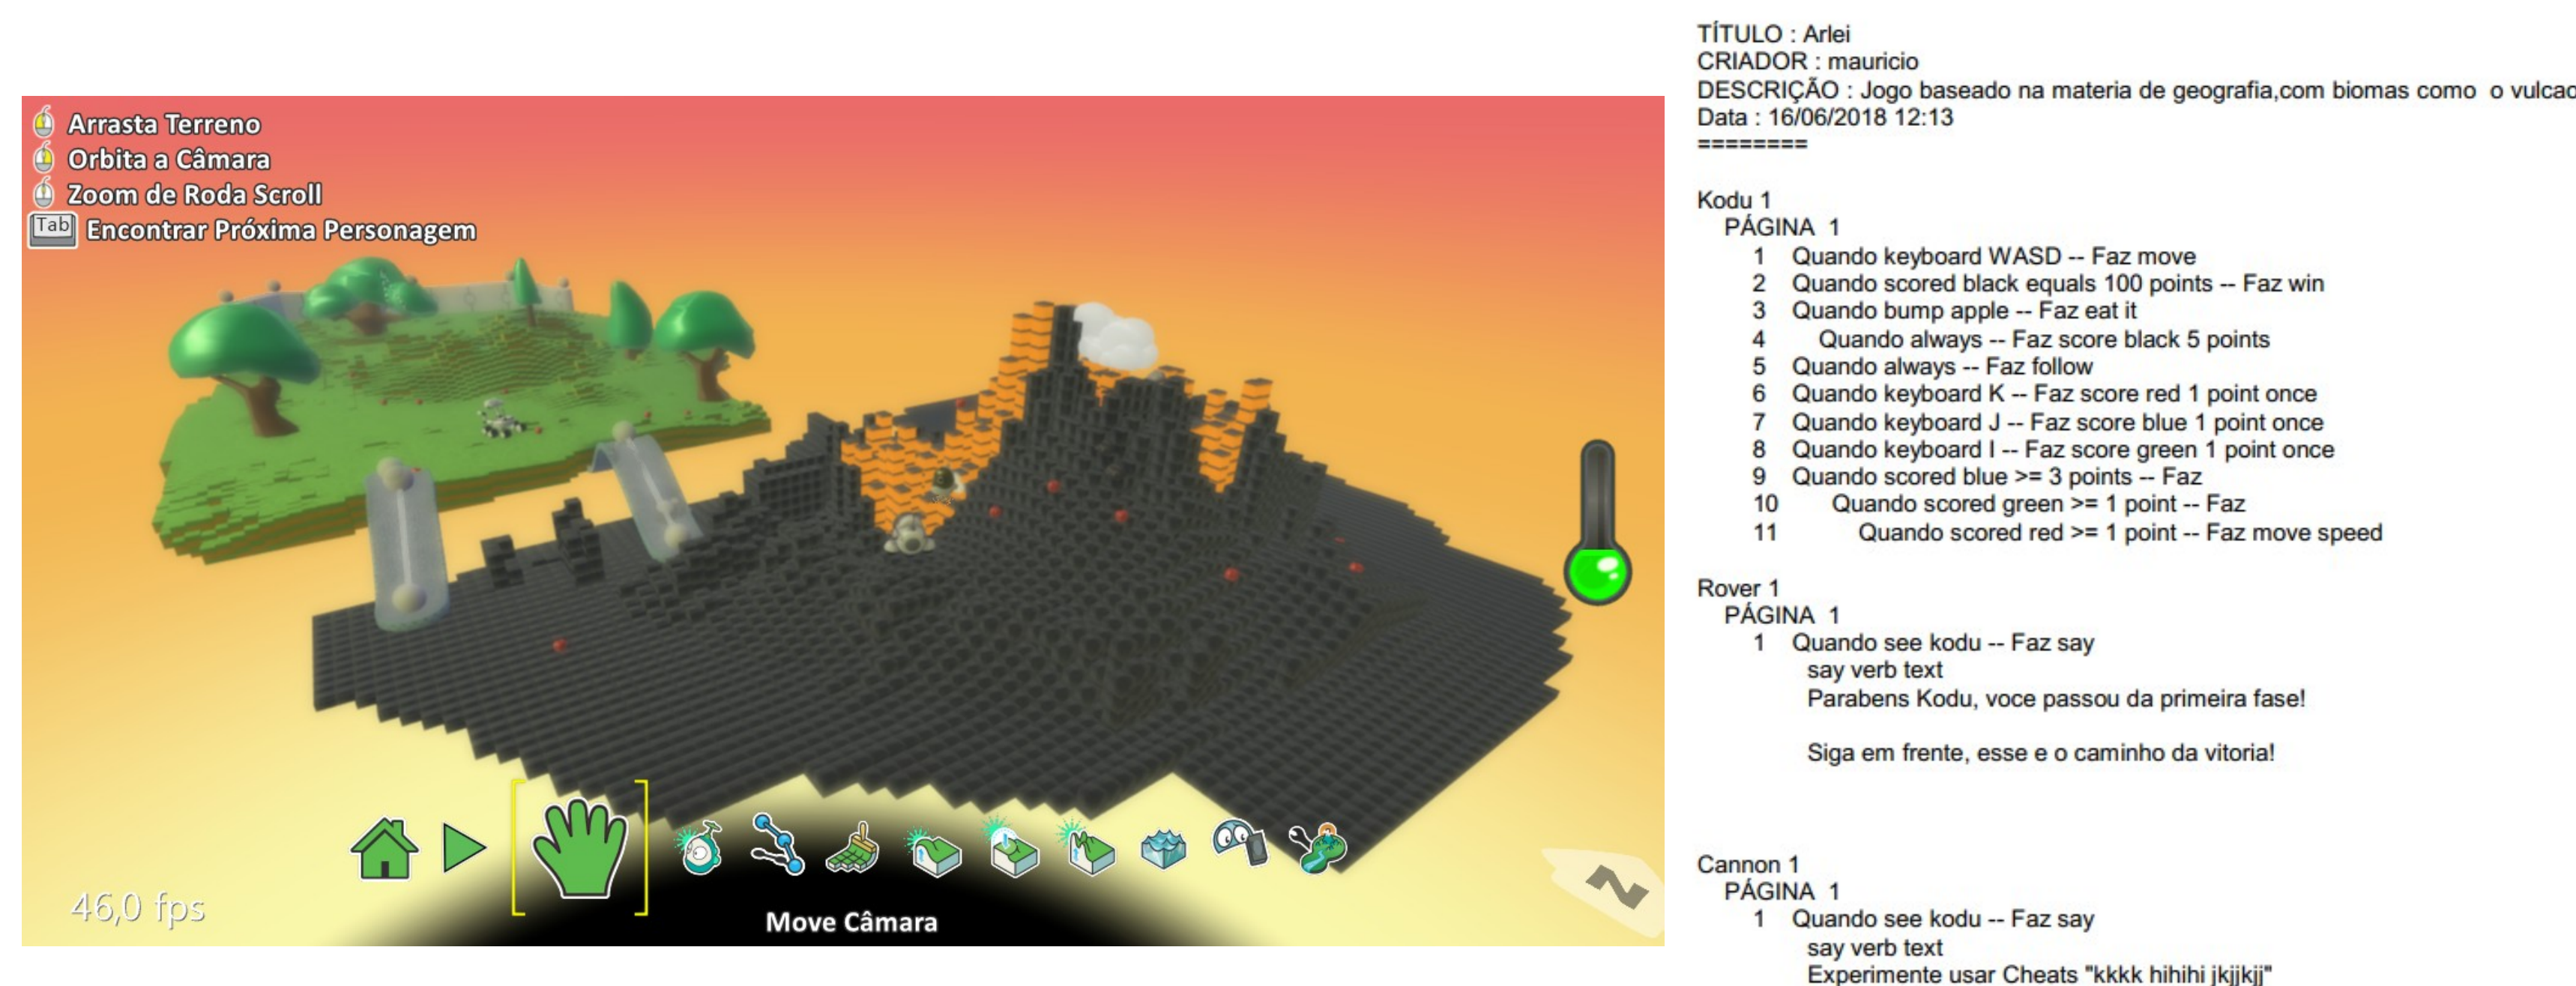 Arrasta Terreno
Orbita a Câmara
Zoom de Roda Scroll
Tab Encontrar Próxima Personagem
46,0 fps
Move Câmara
N
TÍTULO : Arlei
CRIADOR : mauricio
DESCRIÇÃO : Jogo baseado na materia de geografia,com biomas como o vulcao
Data : 16/06/2018 12:13
========
Kodu 1
PÁGINA 1
1 Quando keyboard WASD -- Faz move
2 Quando scored black equals 100 points -- Faz win
3 Quando bump apple -- Faz eat it
4 Quando always -- Faz score black 5 points
5 Quando always -- Faz follow
6 Quando keyboard K -- Faz score red 1 point once
7 Quando keyboard J -- Faz score blue 1 point once
8 Quando keyboard I -- Faz score green 1 point once
9 Quando scored blue >= 3 points -- Faz
10 Quando scored green >= 1 point -- Faz
11 Quando scored red >= 1 point -- Faz move speed
Rover 1
PÁGINA 1
1 Quando see kodu -- Faz say
say verb text
Parabens Kodu, voce passou da primeira fase!
Siga em frente, esse e o caminho da vitoria!
Cannon 1
PÁGINA 1
1 Quando see kodu -- Faz say
say verb text
Experimente usar Cheats "kkkk hihihi jkjjkjj"